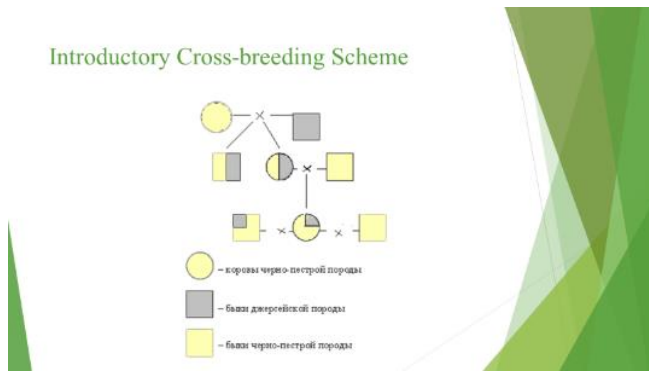 Introductory Cross-breeding Scheme
– коровы черно-пестрой породы
– быки джерсейской породы
– быки черно-пестрой породы